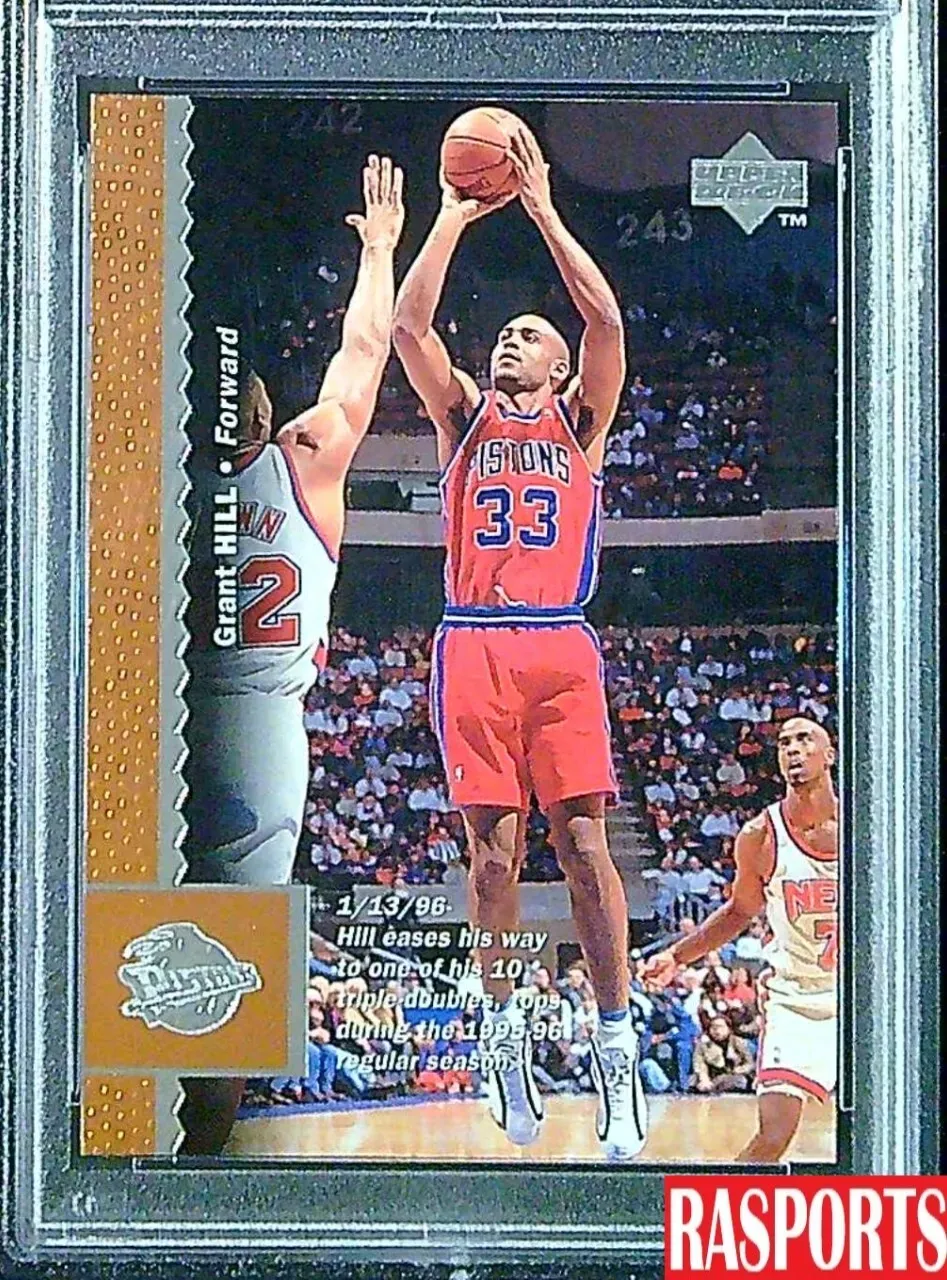 242
243
UPPER DECK
TM
Grant HILL • Forward
PISTONS
33
2
1/13/96-
Hill eases his way
to one of his 10
triple-doubles, tops
during the 1995-96
regular season.
PISTONS
NE
7
RASPORTS